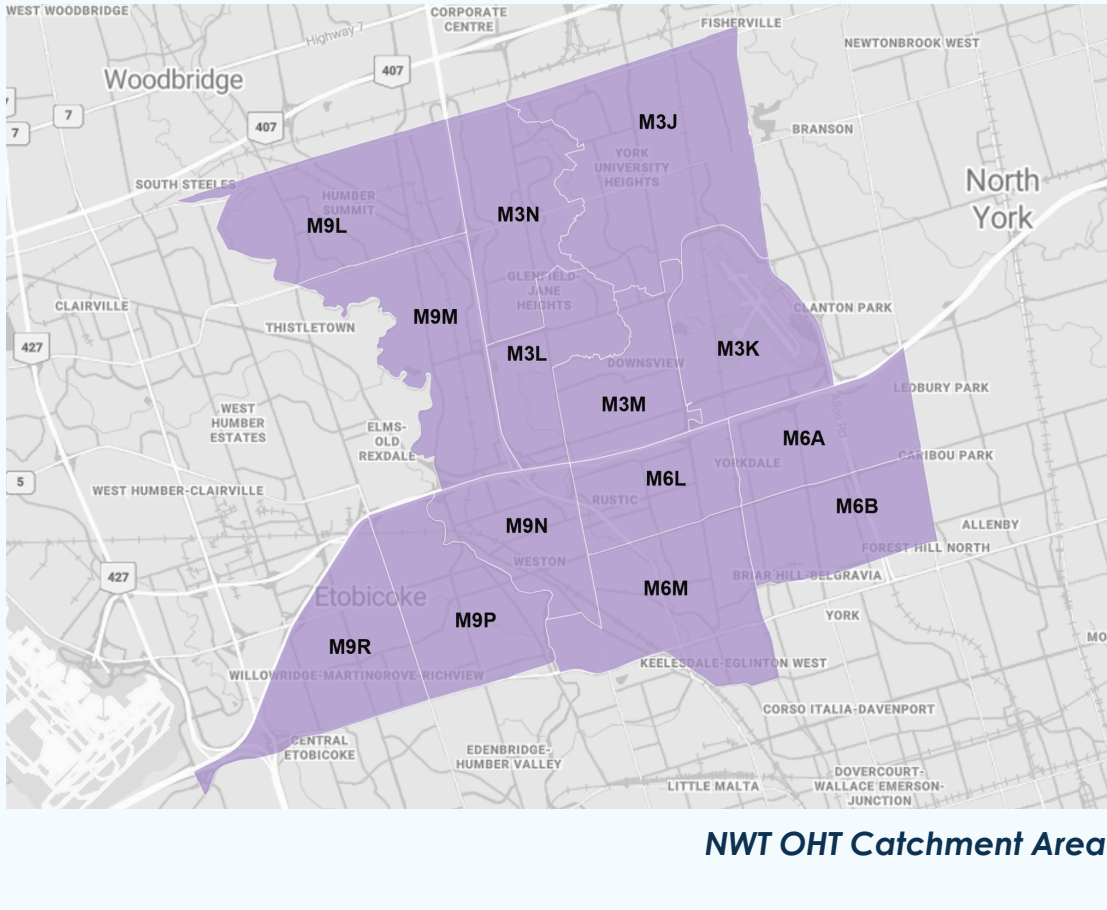 WEST WOODBRIDGE
CORPORATE
CENTRE
FISHERVILLE
Highway 7
NEWTONBROOK WEST
Woodbridge
407
7
7
407
M3J
BRANSON
YORK
UNIVERSITY
HEIGHTS
North
York
SOUTH STEELES
HUMBER
SUMMIT
M9L
M3N
GLENFIELD-
JANE
HEIGHTS
CLAIRVILLE
CLANTON PARK
M9M
THISTLETOWN
427
M3L
M3K
DOWNSVIEW
LEDBURY PARK
M3M
Allen Rd
WEST
HUMBER
ESTATES
ELMS-
OLD
REXDALE
M6A
CARIBOU PARK
YORKDALE
5
M6L
WEST HUMBER-CLAIRVILLE
RUSTIC
M6B
M9N
ALLENBY
FOREST HILL NORTH
WESTON
427
BRIAR HILL-BELGRAVIA
M6M
Etobicoke
YORK
M9P
MO
M9R
KEELESDALE-EGLINTON WEST
WILLOWRIDGE-MARTINGROVE-RICHVIEW
CORSO ITALIA-DAVENPORT
CENTRAL
ETOBICOKE
EDENBRIDGE-
HUMBER VALLEY
LITTLE MALTA
DOVERCOURT-
WALLACE EMERSON-
JUNCTION
NWT OHT Catchment Area